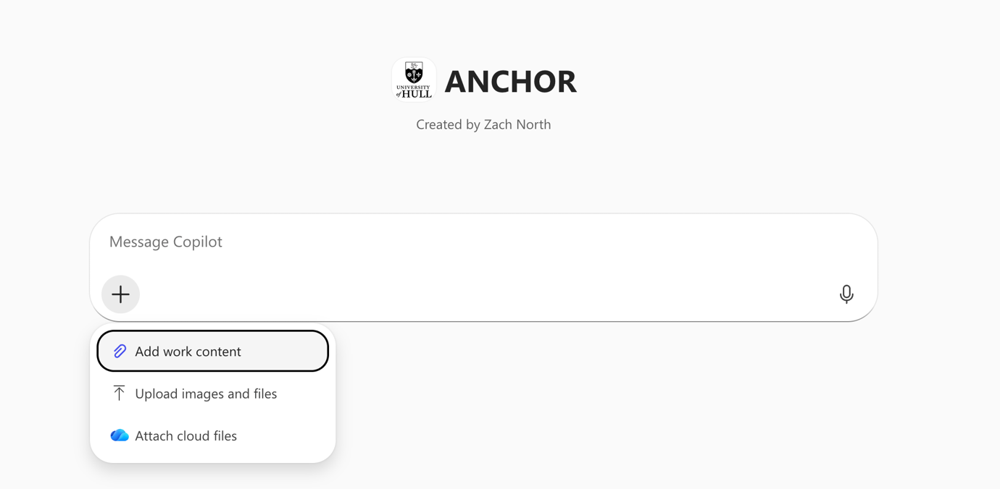 UNIVERSITY
of HULL
ANCHOR
Created by Zach North
Message Copilot
Add work content
Upload images and files
Attach cloud files